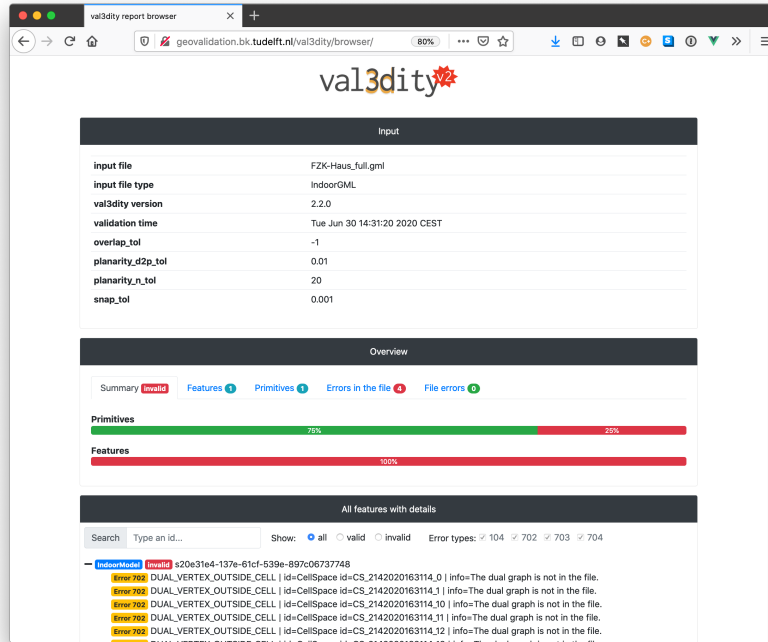 val3dity report browser
geovalidation.bk.tudelft.nl/val3dity/browser/ 80%
val3dity v2
Input
input file FZK-Haus_full.gml
input file type IndoorGML
val3dity version 2.2.0
validation time Tue Jun 30 14:31:20 2020 CEST
overlap_tol -1
planarity_d2p_tol 0.01
planarity_n_tol 20
snap_tol 0.001
Overview
Summary invalid Features 1 Primitives 1 Errors in the file 4 File errors 0
Primitives
75% 25%
Features
100%
All features with details
Search Type an id... Show: all valid invalid Error types: 104 702 703 704
IndoorModel invalid s20e31e4-137e-61cf-539e-897c06737748
Error 702 DUAL_VERTEX_OUTSIDE_CELL | id=CellSpace id=CS_2142020163114_0 | info=The dual graph is not in the file.
Error 702 DUAL_VERTEX_OUTSIDE_CELL | id=CellSpace id=CS_2142020163114_1 | info=The dual graph is not in the file.
Error 702 DUAL_VERTEX_OUTSIDE_CELL | id=CellSpace id=CS_2142020163114_10 | info=The dual graph is not in the file.
Error 702 DUAL_VERTEX_OUTSIDE_CELL | id=CellSpace id=CS_2142020163114_11 | info=The dual graph is not in the file.
Error 702 DUAL_VERTEX_OUTSIDE_CELL | id=CellSpace id=CS_2142020163114_12 | info=The dual graph is not in the file.